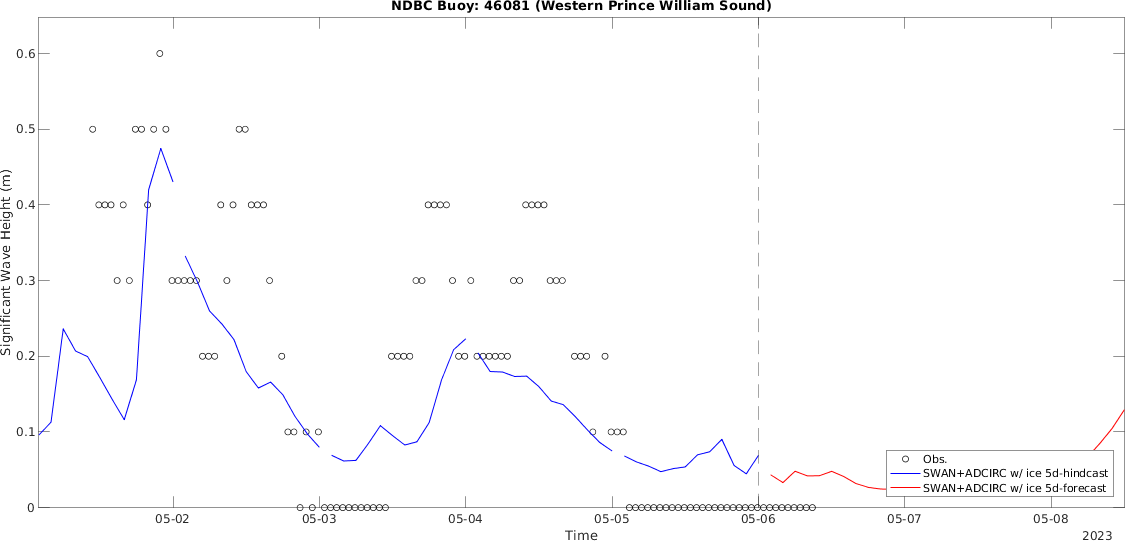 NDBC Buoy: 46081 (Western Prince William Sound)
Significant Wave Height (m)
0.6
0.5
0.4
0.3
0.2
0.1
0
Obs.
SWAN+ADCIRC w/ ice 5d-hindcast
SWAN+ADCIRC w/ ice 5d-forecast
05-02
05-03
05-04
05-05
05-06
05-07
05-08
Time
2023